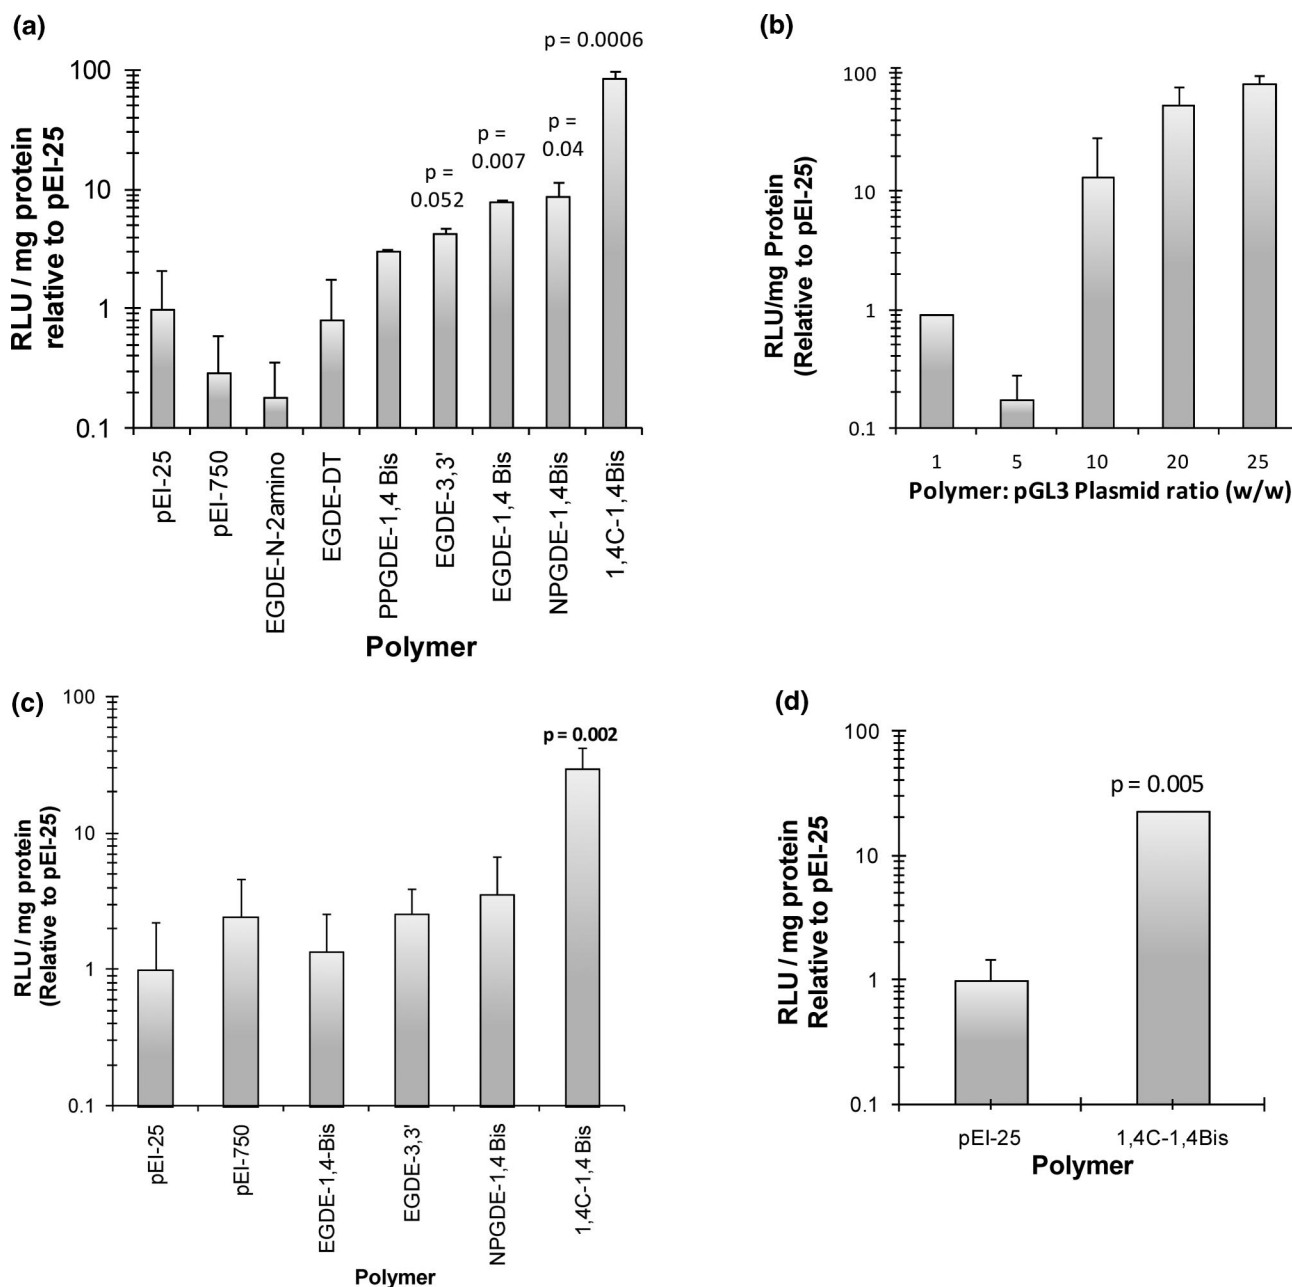 (a)
p = 0.0006
p =
0.04
p =
0.007
p =
0.052
100
10
1
0.1
RLU / mg protein
relative to pEI-25
pEI-25
pEI-750
EGDE-N-2amino
EGDE-DT
PPGDE-1,4 Bis
EGDE-3,3'
EGDE-1,4 Bis
NPGDE-1,4Bis
1,4C-1,4Bis
Polymer
(b)
100
10
1
0.1
RLU/mg Protein
(Relative to pEI-25)
1 5 10 20 25
Polymer: pGL3 Plasmid ratio (w/w)
(c)
100
10
1
0.1
p = 0.002
RLU / mg protein
(Relative to pEI-25)
pEI-25
pEI-750
EGDE-1,4-Bis
EGDE-3,3'
NPGDE-1,4 Bis
1,4C-1,4 Bis
Polymer
(d)
100
10
1
0.1
p = 0.005
RLU / mg protein
Relative to pEI-25
pEI-25 1,4C-1,4Bis
Polymer